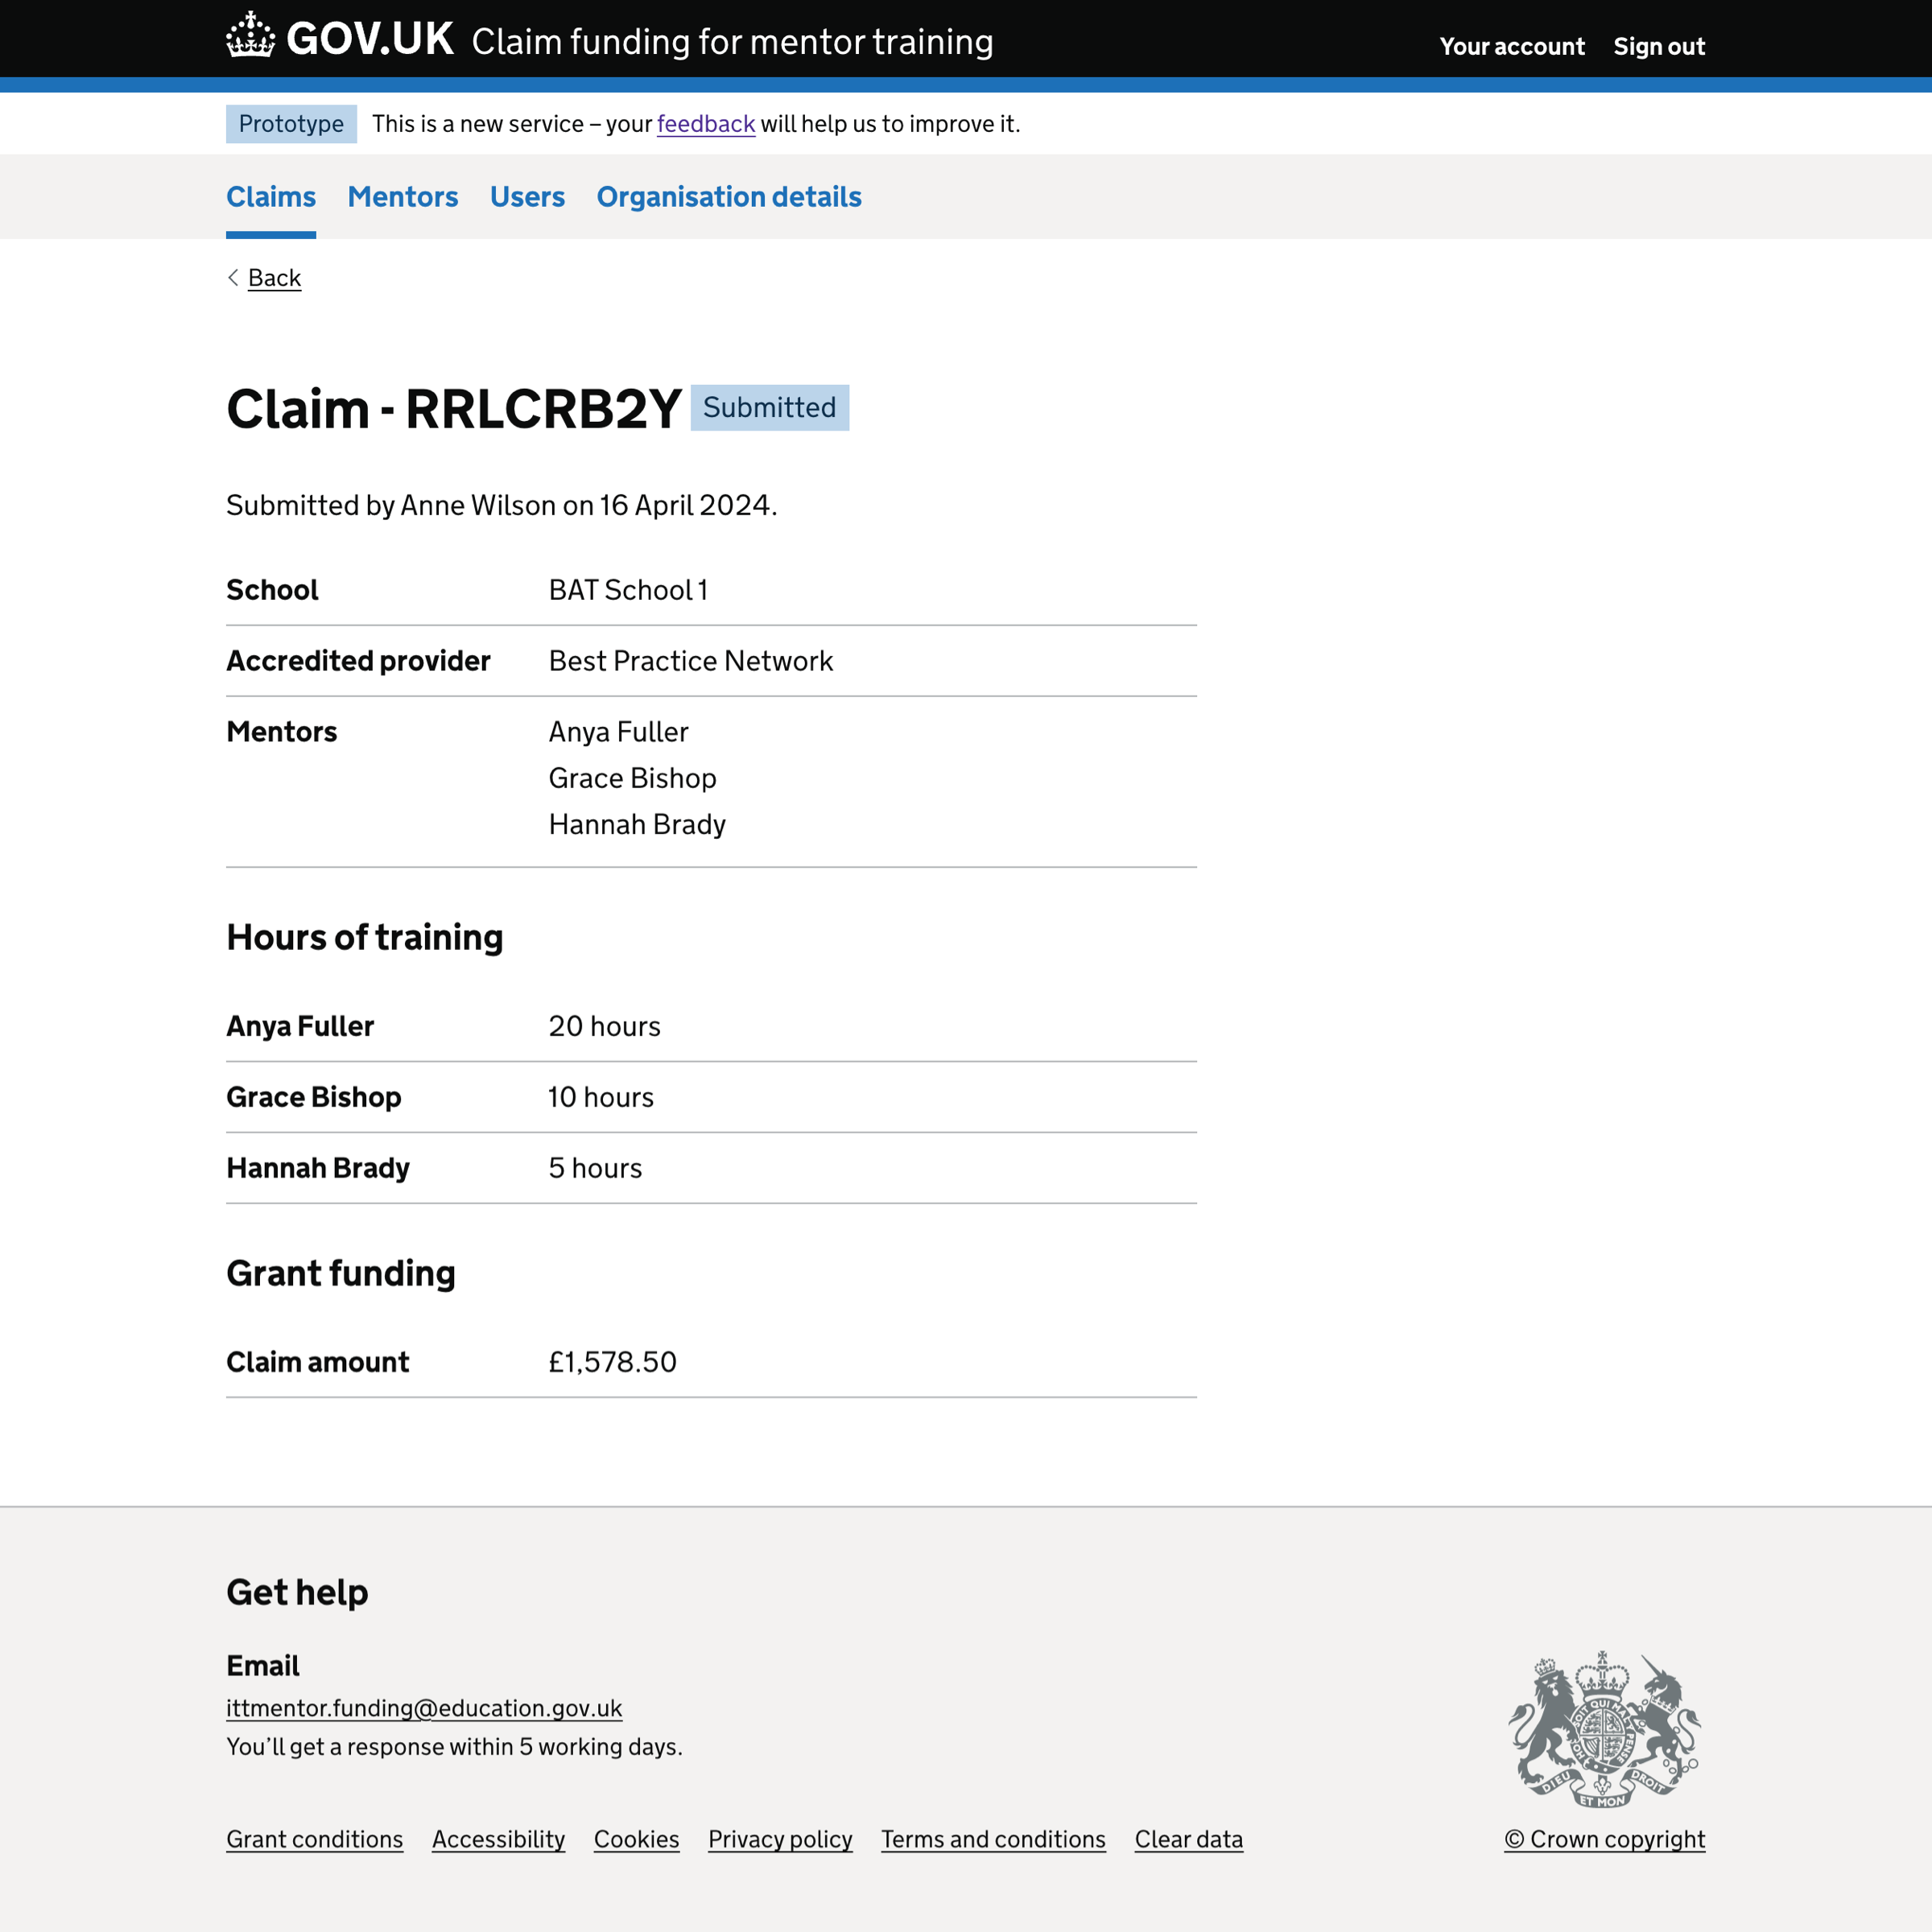 GOV.UK Claim funding for mentor training Your account Sign out
Prototype This is a new service – your feedback will help us to improve it.
Claims Mentors Users Organisation details
Back
Claim - RRLCRB2Y Submitted
Submitted by Anne Wilson on 16 April 2024.
School BAT School 1
Accredited provider Best Practice Network
Mentors Anya Fuller
Grace Bishop
Hannah Brady
Hours of training
Anya Fuller 20 hours
Grace Bishop 10 hours
Hannah Brady 5 hours
Grant funding
Claim amount £1,578.50
Get help
Email
ittmentor.funding@education.gov.uk
You’ll get a response within 5 working days.
DIEU ET MON DROIT
Grant conditions Accessibility Cookies Privacy policy Terms and conditions Clear data © Crown copyright